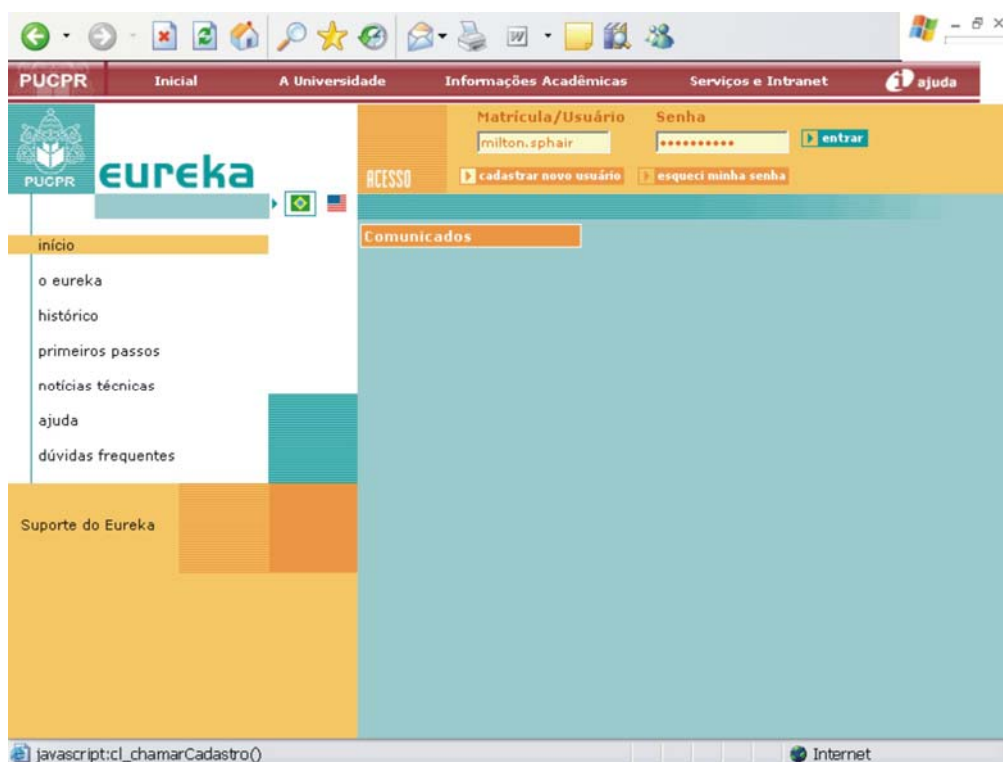 PUCPR Inicial A Universidade Informações Acadêmicas Serviços e Intranet ajuda
Matrícula/Usuário Senha
milton.sphair •••••••••• entrar
PUCPR eureka
ACESSO cadastrar novo usuário esqueci minha senha
Comunicados
início
o eureka
histórico
primeiros passos
notícias técnicas
ajuda
dúvidas frequentes
Suporte do Eureka
javascript:cl_chamarCadastro() Internet